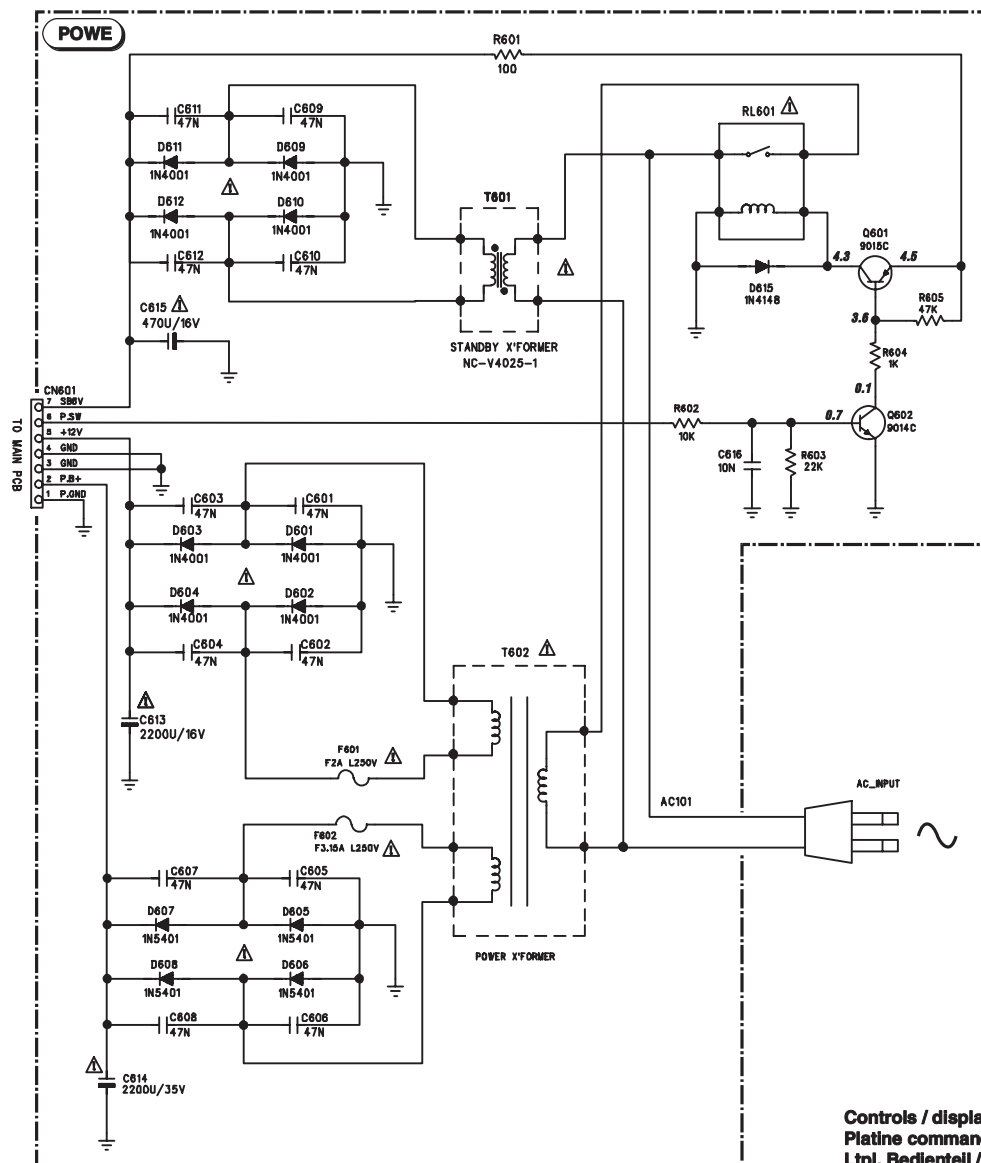 POWE
R601
100
C611
47N
C609
47N
D611
1N4001
D609
1N4001
D612
1N4001
D610
1N4001
C612
47N
C610
47N
C615
470U/16V
T601
STANDBY X'FORMER
NC-V4025-1
RL601
Q601
9015C
4.3
4.5
D615
1N4148
R605
47K
3.6
R604
1K
0.1
0.7
Q602
9014C
R602
10K
C616
10N
R603
22K
CN601
7 SB6V
6 P.SW
5 +12V
4 GND
3 GND
2 P.B+
1 P.GND
TO MAIN PCB
C603
47N
C601
47N
D603
1N4001
D601
1N4001
D604
1N4001
D602
1N4001
C604
47N
C602
47N
C613
2200U/16V
F601
F2A L250V
F602
F3.15A L250V
T602
POWER X'FORMER
AC101
AC_INPUT
C607
47N
C605
47N
D607
1N5401
D605
1N5401
D608
1N5401
D606
1N5401
C608
47N
C606
47N
C614
2200U/35V
Controls / displa
Platine comman
Ltpl. Bedienteil /